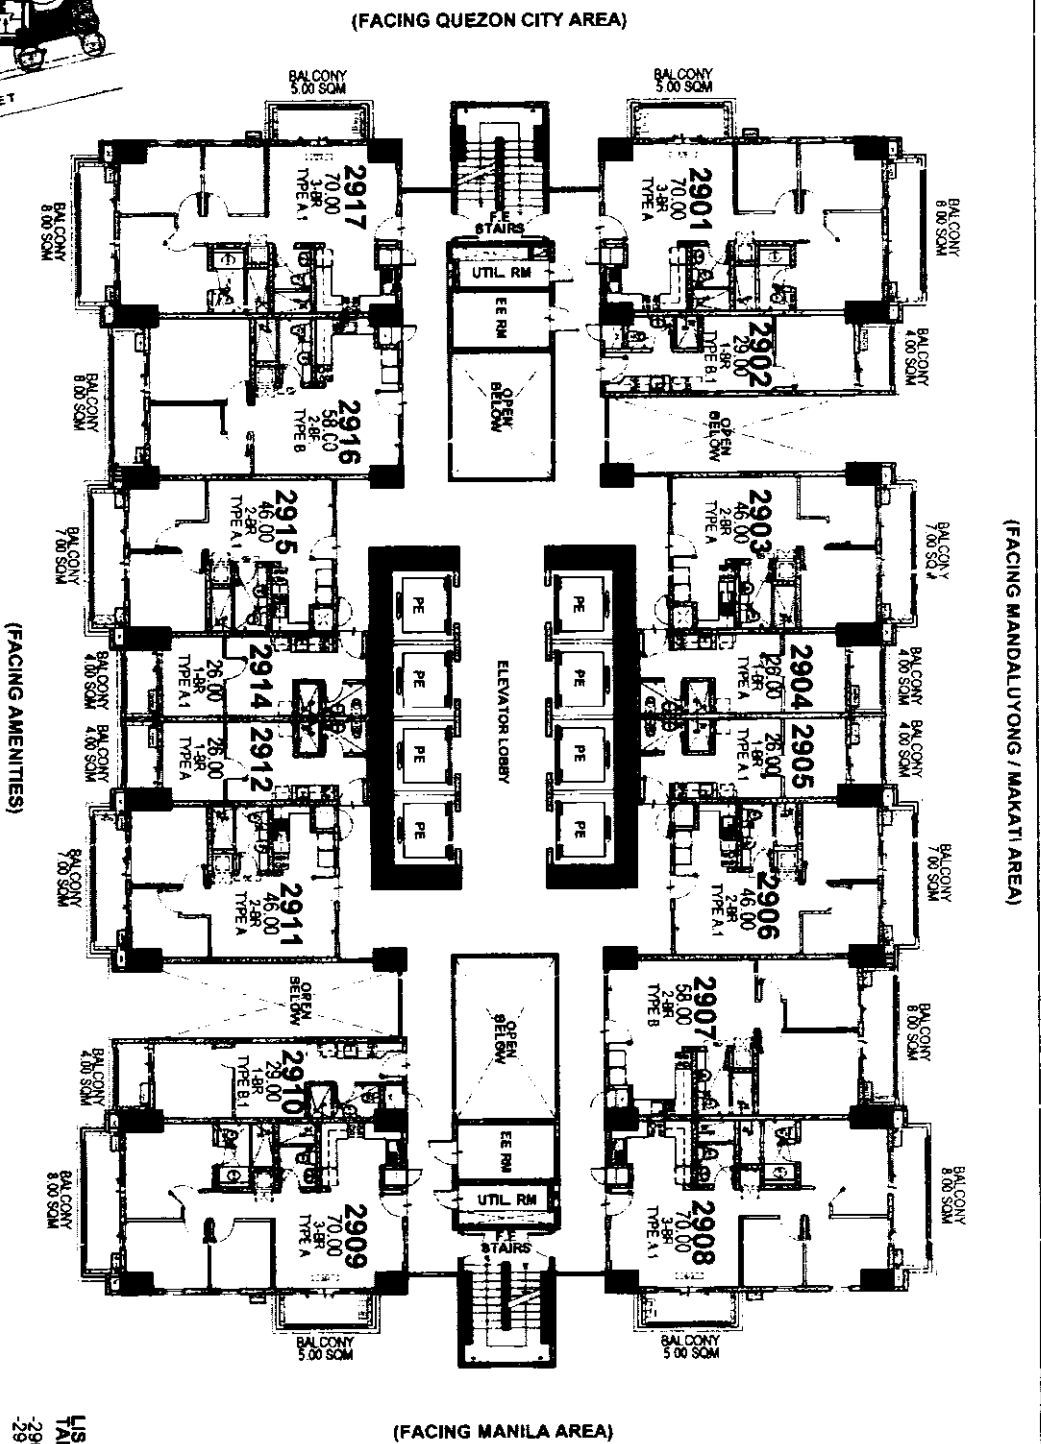 (FACING QUEZON CITY AREA)
BALCONY
5.00 SQM
BALCONY
5.00 SQM
2917
70.00
3-BR
TYPE A.1
BALCONY
8.00 SQM
F.E
STAIRS
UTIL. RM
EE RM
OPEN
BELOW
2901
70.00
3-BR
TYPE A
BALCONY
8.00 SQM
2902
29.00
1-BR
TYPE B.1
BALCONY
4.00 SQM
OPEN
BELOW
2916
58.00
2-BR
TYPE B
BALCONY
8.00 SQM
2915
46.00
2-BR
TYPE A.1
BALCONY
7.00 SQM
2903
46.00
2-BR
TYPE A
BALCONY
7.00 SQM
(FACING MANDALUYONG / MAKATI AREA)
(FACING AMENITIES)
ELEVATOR LOBBY
PE
PE
PE
PE
PE
PE
PE
PE
2914
26.00
1-BR
TYPE A.1
BALCONY
4.00 SQM
2904
26.00
1-BR
TYPE A
BALCONY
4.00 SQM
2912
26.00
1-BR
TYPE A
BALCONY
4.00 SQM
2905
26.00
1-BR
TYPE A.1
BALCONY
4.00 SQM
2911
46.00
2-BR
TYPE A
BALCONY
7.00 SQM
2906
46.00
2-BR
TYPE A.1
BALCONY
7.00 SQM
OPEN
BELOW
OPEN
BELOW
2907
58.00
2-BR
TYPE B
BALCONY
8.00 SQM
2910
29.00
1-BR
TYPE B.1
BALCONY
4.00 SQM
EE RM
UTIL. RM
F.E
STAIRS
2909
70.00
3-BR
TYPE A
BALCONY
8.00 SQM
2908
70.00
3-BR
TYPE A.1
BALCONY
8.00 SQM
BALCONY
5.00 SQM
BALCONY
5.00 SQM
(FACING MANILA AREA)